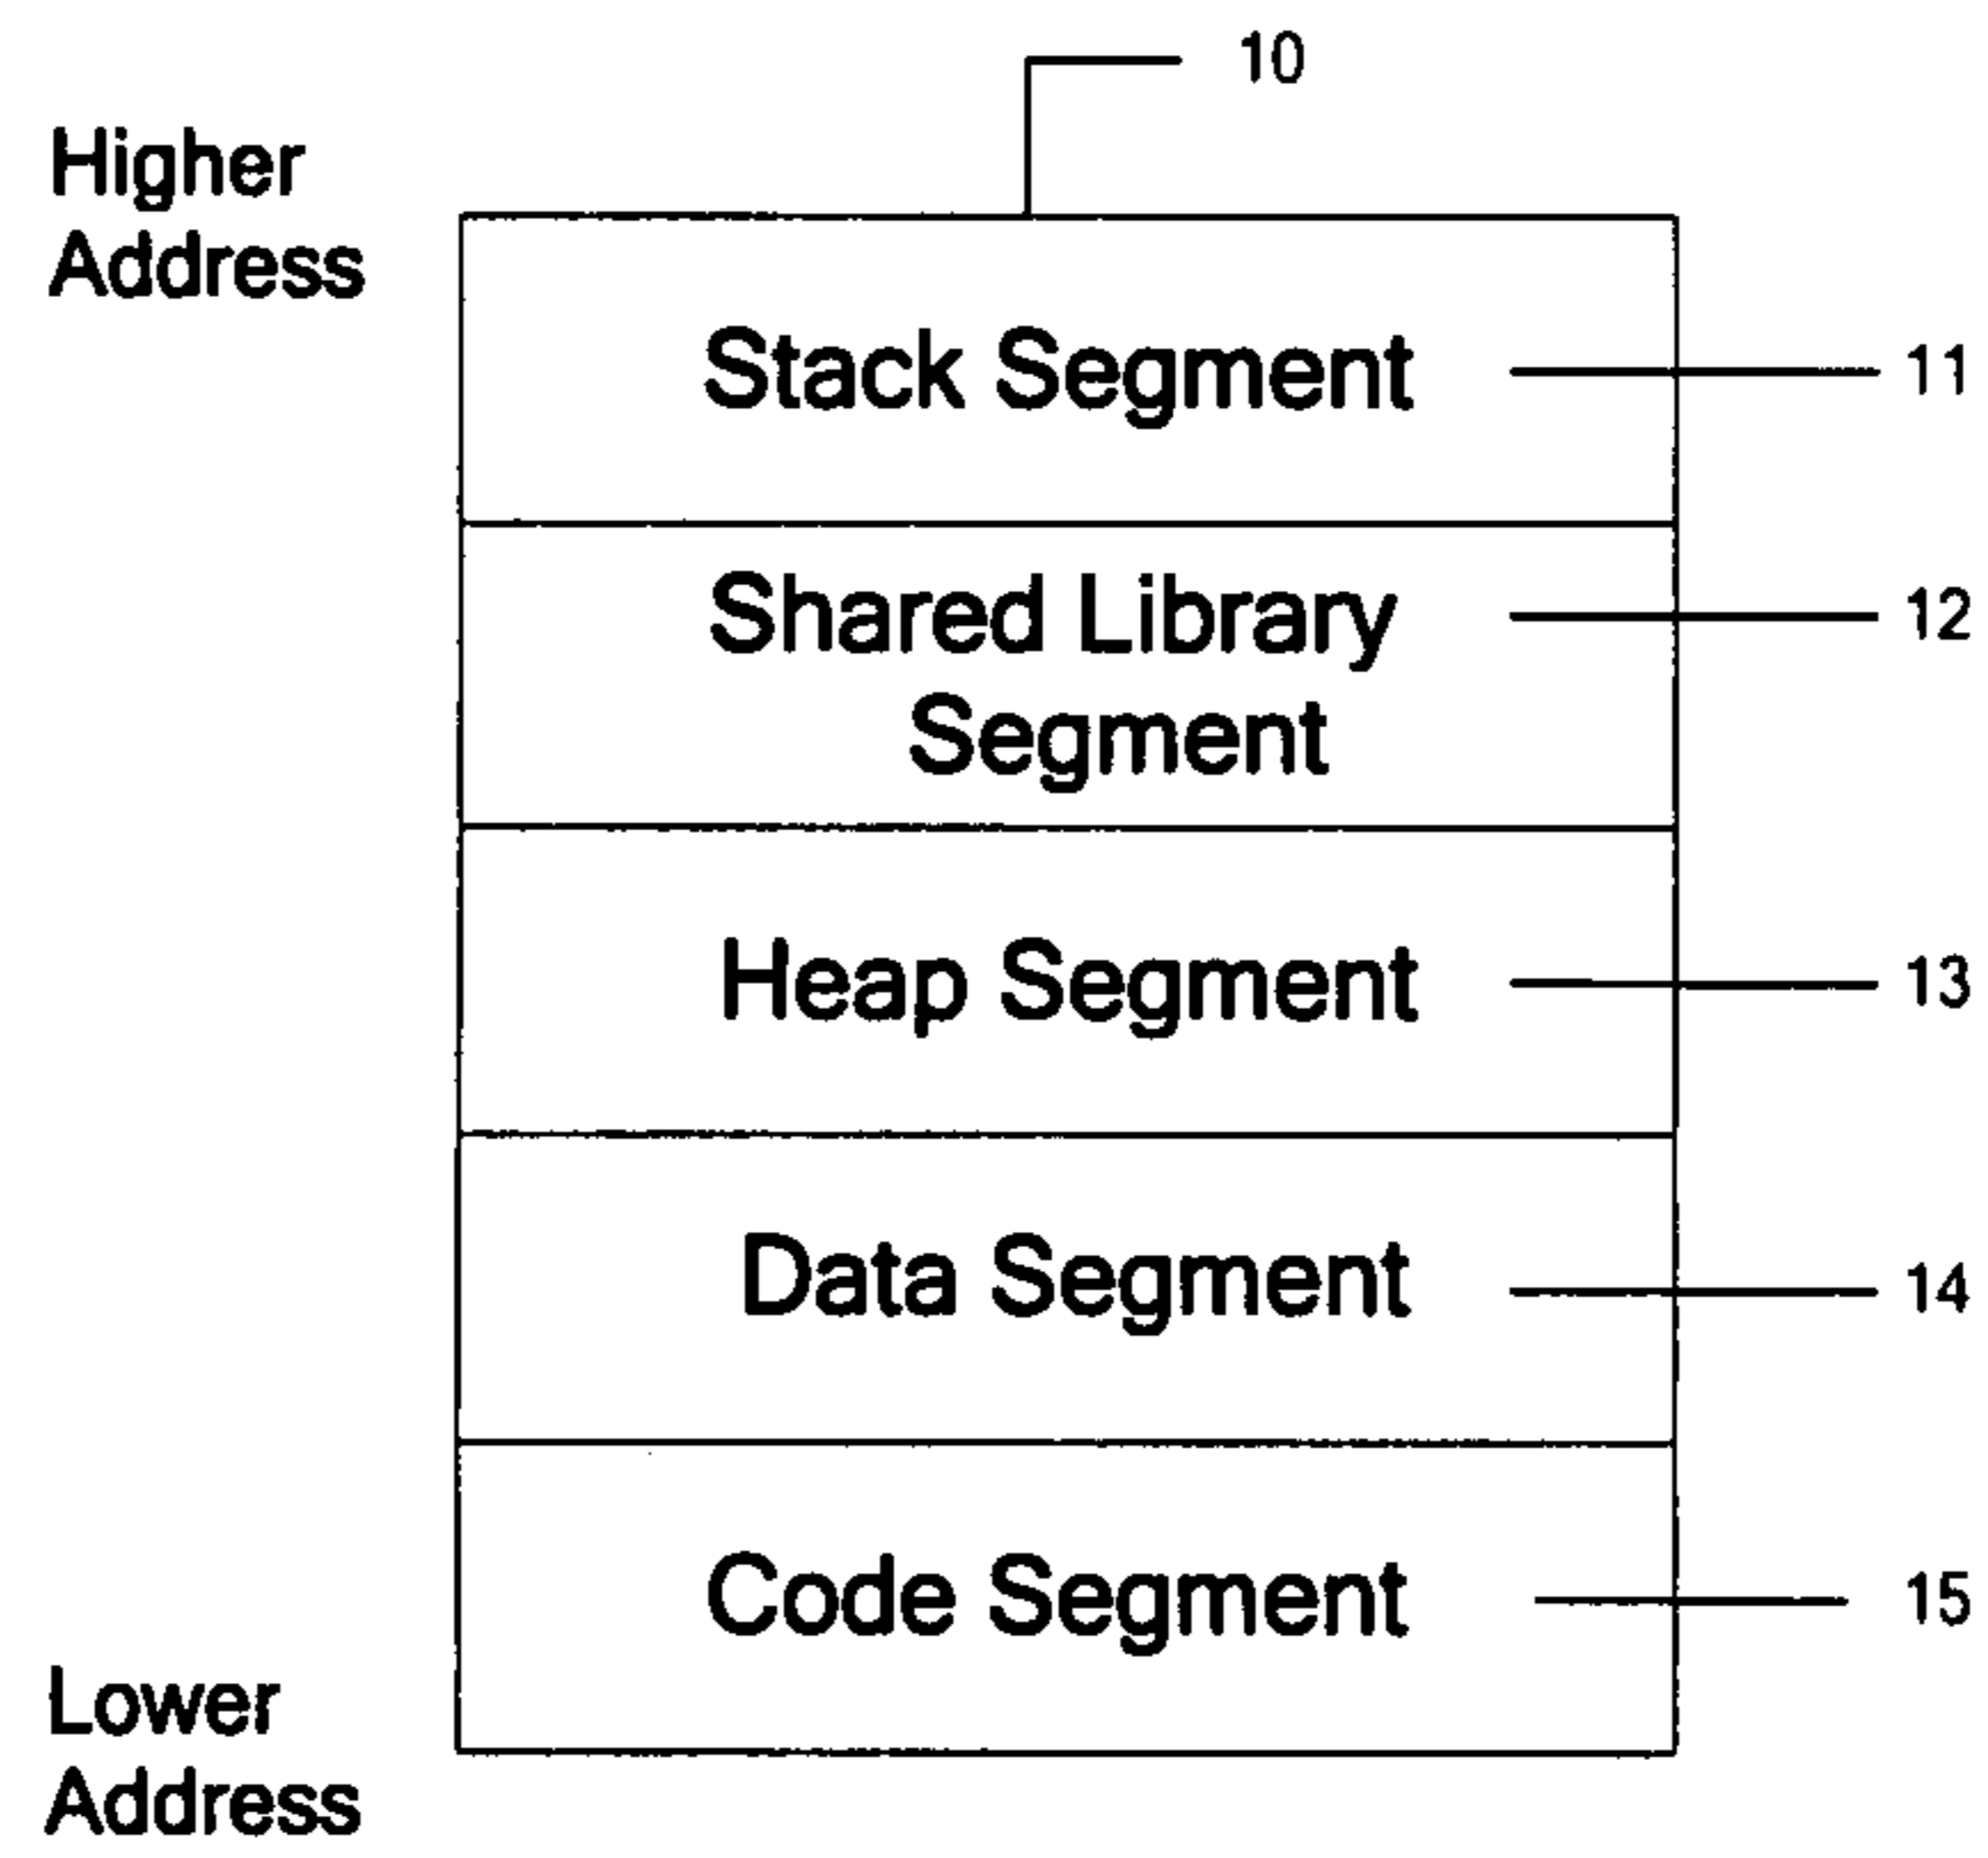 10
Higher
Address
Stack Segment
11
Shared Library
Segment
12
Heap Segment
13
Data Segment
14
Code Segment
15
Lower
Address